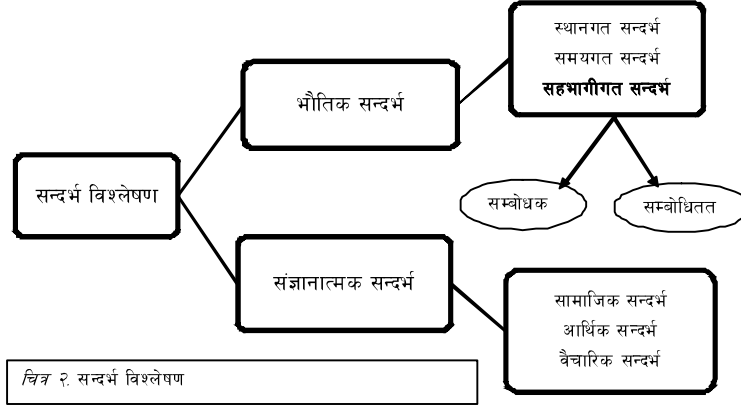 स्थानगत सन्दर्भ
समयगत सन्दर्भ
सहभागीगत सन्दर्भ
भौतिक सन्दर्भ
सन्दर्भ विश्लेषण
सम्बोधक
सम्बोधितत
संज्ञानात्मक सन्दर्भ
सामाजिक सन्दर्भ
आर्थिक सन्दर्भ
वैचारिक सन्दर्भ
चित्र २. सन्दर्भ विश्लेषण